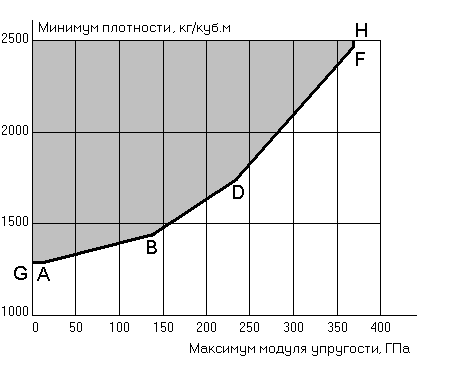 Минимум плотности, кг/куб.м
H
2500
F
2000
D
1500
B
G A
1000
0 50 100 150 200 250 300 350 400
Максимум модуля упругости, ГПа